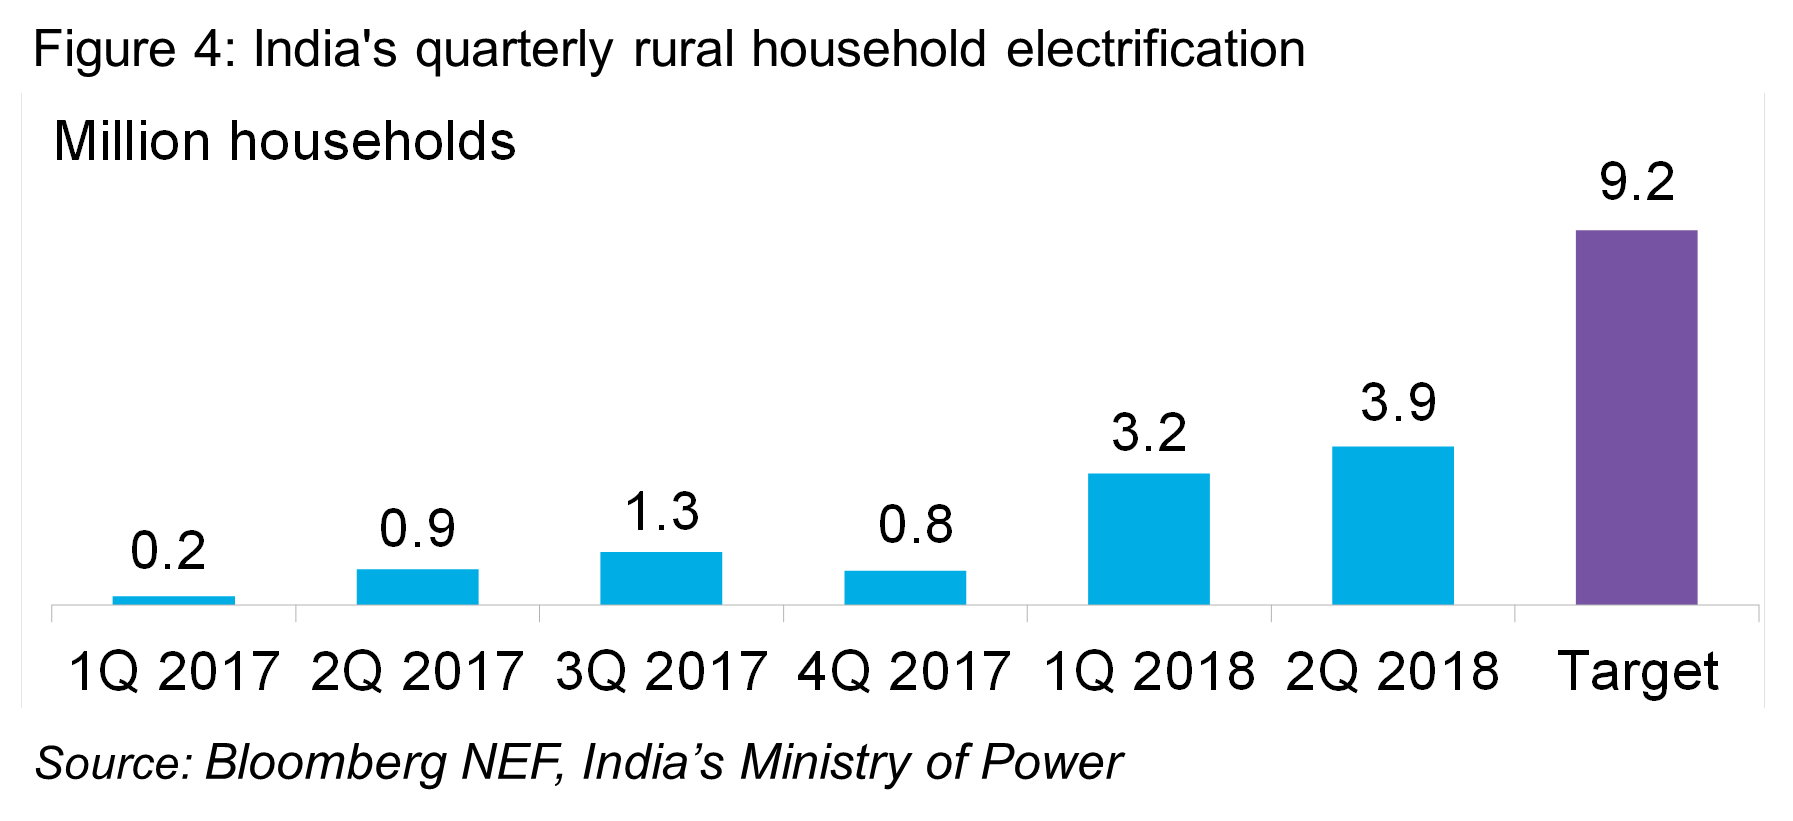 Figure 4: India's quarterly rural household electrification
Million households
9.2
3.9
3.2
1.3
0.9
0.8
0.2
1Q 2017 2Q 2017 3Q 2017 4Q 2017 1Q 2018 2Q 2018 Target
Source: Bloomberg NEF, India’s Ministry of Power